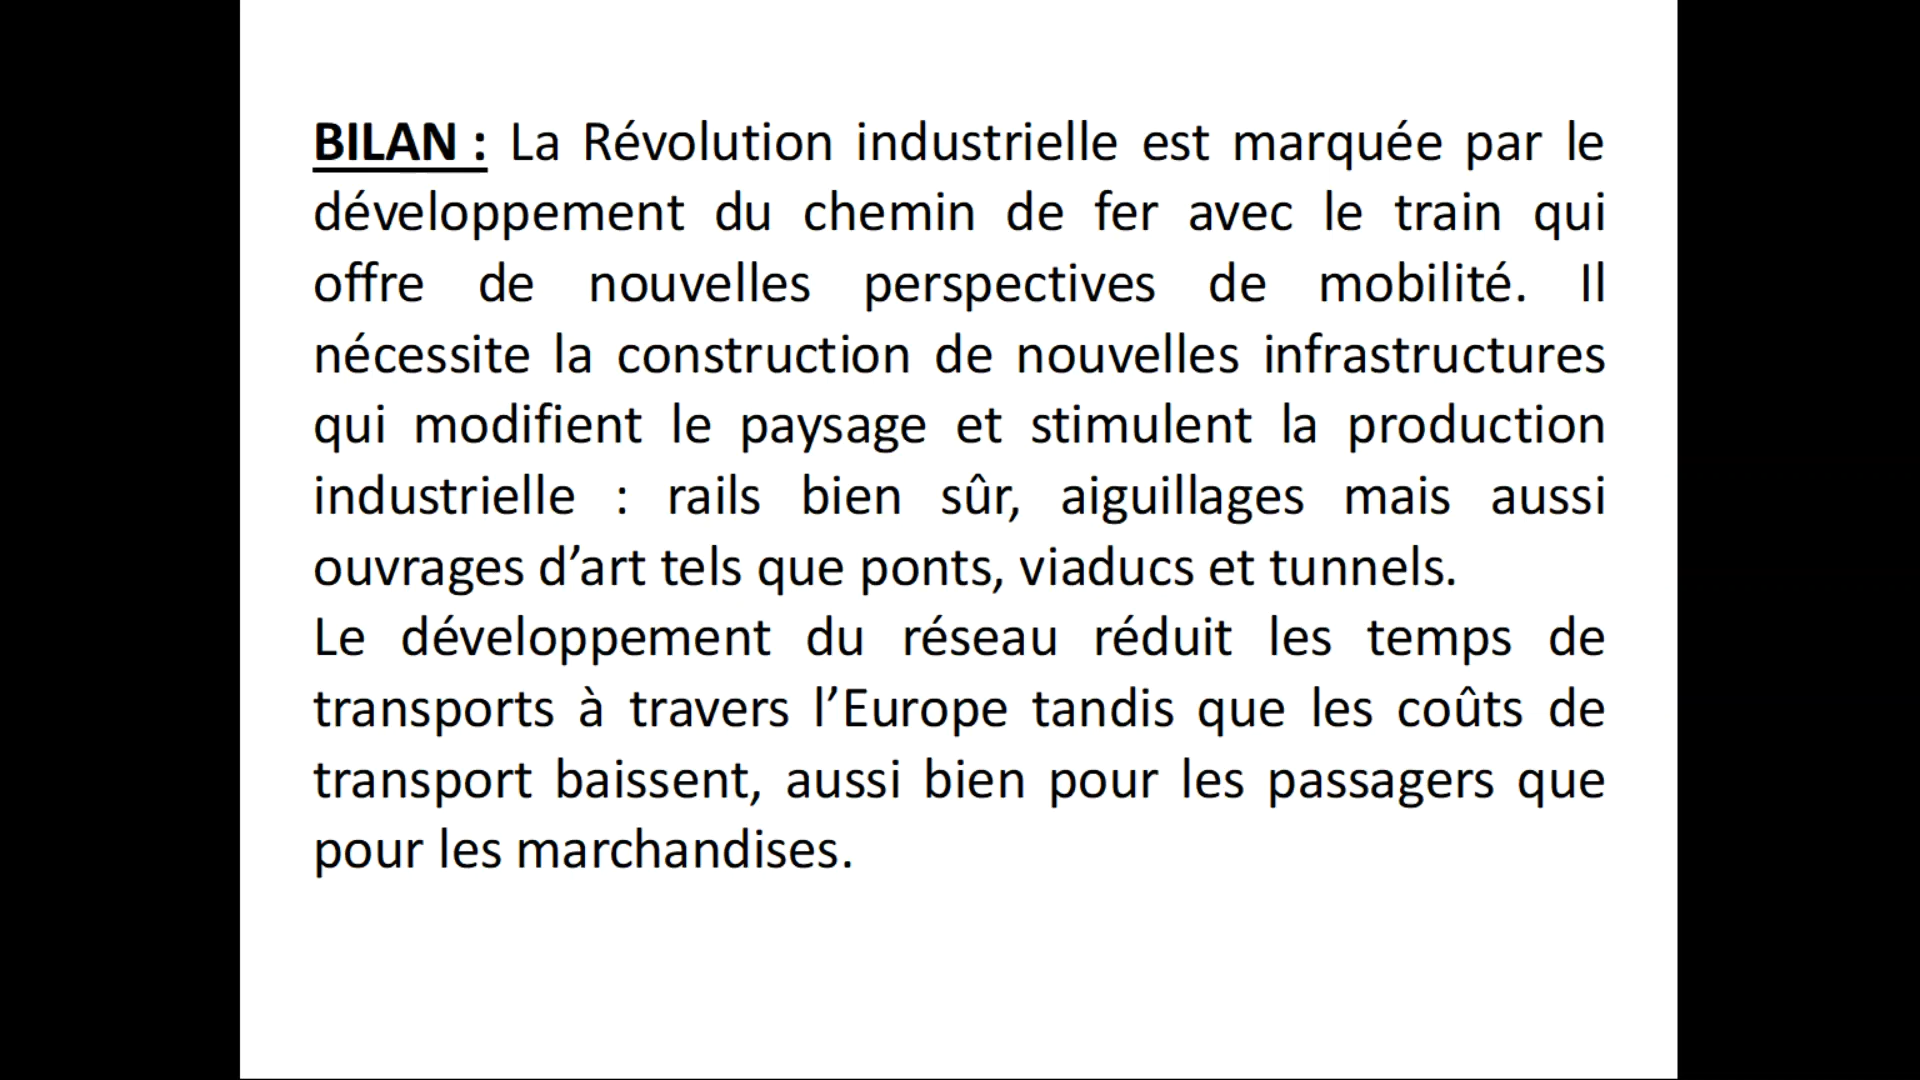 BILAN : La Révolution industrielle est marquée par le
développement du chemin de fer avec le train qui
offre de nouvelles perspectives de mobilité. Il
nécessite la construction de nouvelles infrastructures
qui modifient le paysage et stimulent la production
industrielle : rails bien sûr, aiguillages mais aussi
ouvrages d’art tels que ponts, viaducs et tunnels.
Le développement du réseau réduit les temps de
transports à travers l’Europe tandis que les coûts de
transport baissent, aussi bien pour les passagers que
pour les marchandises.